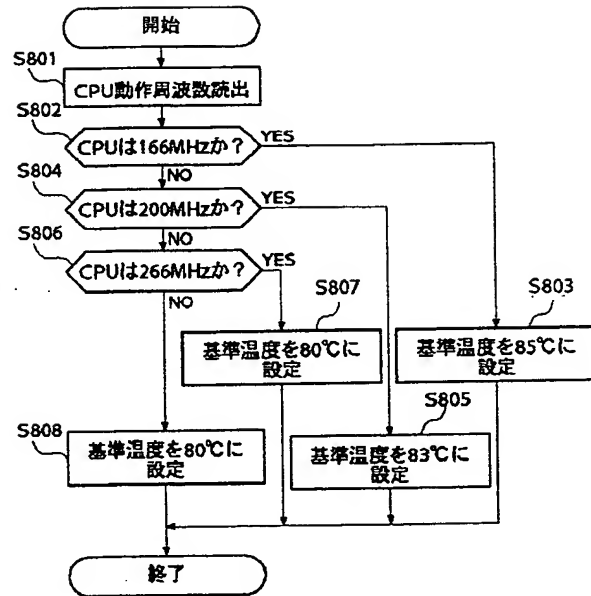 開始
S801
CPU動作周波数読出
S802
CPUは166MHzか?
YES
NO
S804
CPUは200MHzか?
YES
NO
S806
CPUは266MHzか?
YES
NO
S807
基準温度を80℃に
設定
S803
基準温度を85℃に
設定
S808
基準温度を80℃に
設定
S805
基準温度を83℃に
設定
終了